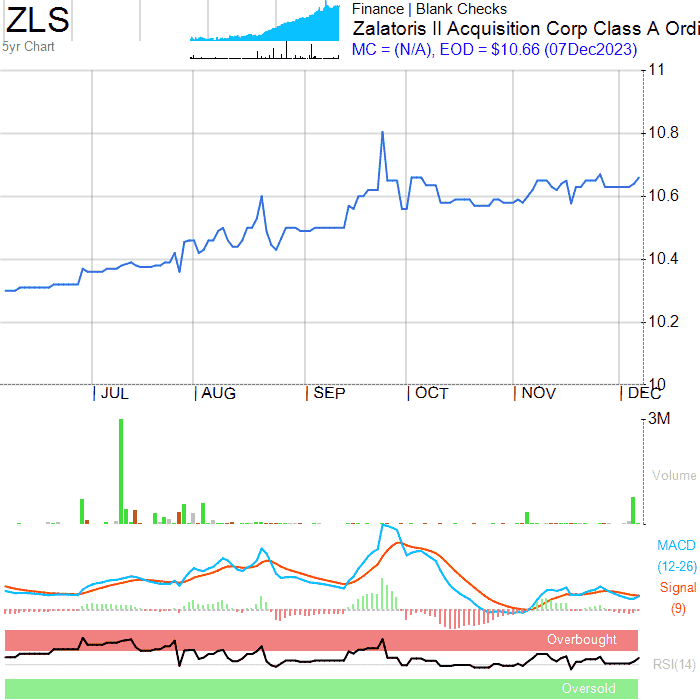 ZLS
5yr Chart
Finance | Blank Checks
Zalatoris II Acquisition Corp Class A Ordi
MC = (N/A), EOD = $10.66 (07Dec2023)
11
10.8
10.6
10.4
10.2
10
JUL AUG SEP OCT NOV DEC
3M
Volume
MACD
(12-26)
Signal
(9)
Overbought
RSI(14)
Oversold